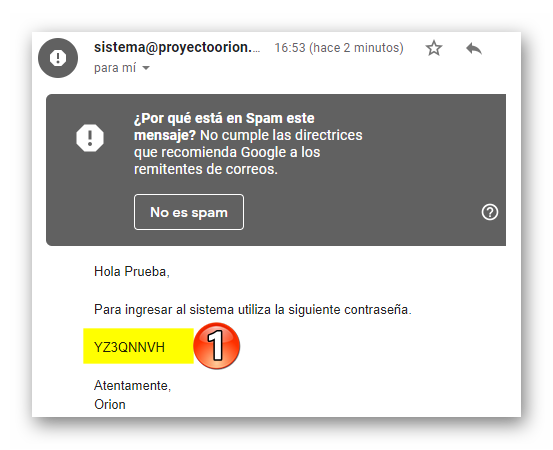 sistema@proyectoorion.... 16:53 (hace 2 minutos)
para mí
¿Por qué está en Spam este
mensaje? No cumple las directrices
que recomienda Google a los
remitentes de correos.
No es spam
Hola Prueba,
Para ingresar al sistema utiliza la siguiente contraseña.
YZ3QNNVH 1
Atentamente,
Orion